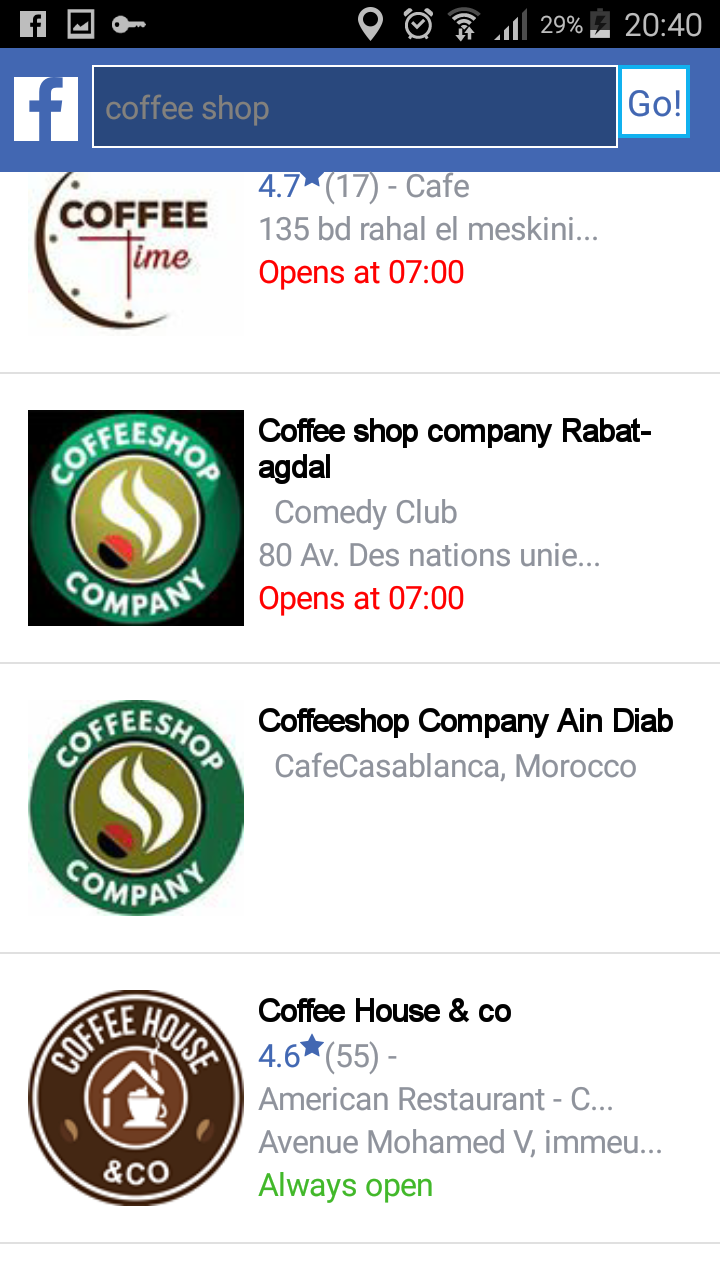 29% 20:40
f coffee shop Go!
COFFEE
Time
4.7★(17) - Cafe
135 bd rahal el meskini...
Opens at 07:00
COFFEESHOP
COMPANY
Coffee shop company Rabat-
agdal
Comedy Club
80 Av. Des nations unie...
Opens at 07:00
COFFEESHOP
COMPANY
Coffeeshop Company Ain Diab
CafeCasablanca, Morocco
COFFEE HOUSE
&CO
Coffee House & co
4.6★(55) -
American Restaurant - C...
Avenue Mohamed V, immeu...
Always open